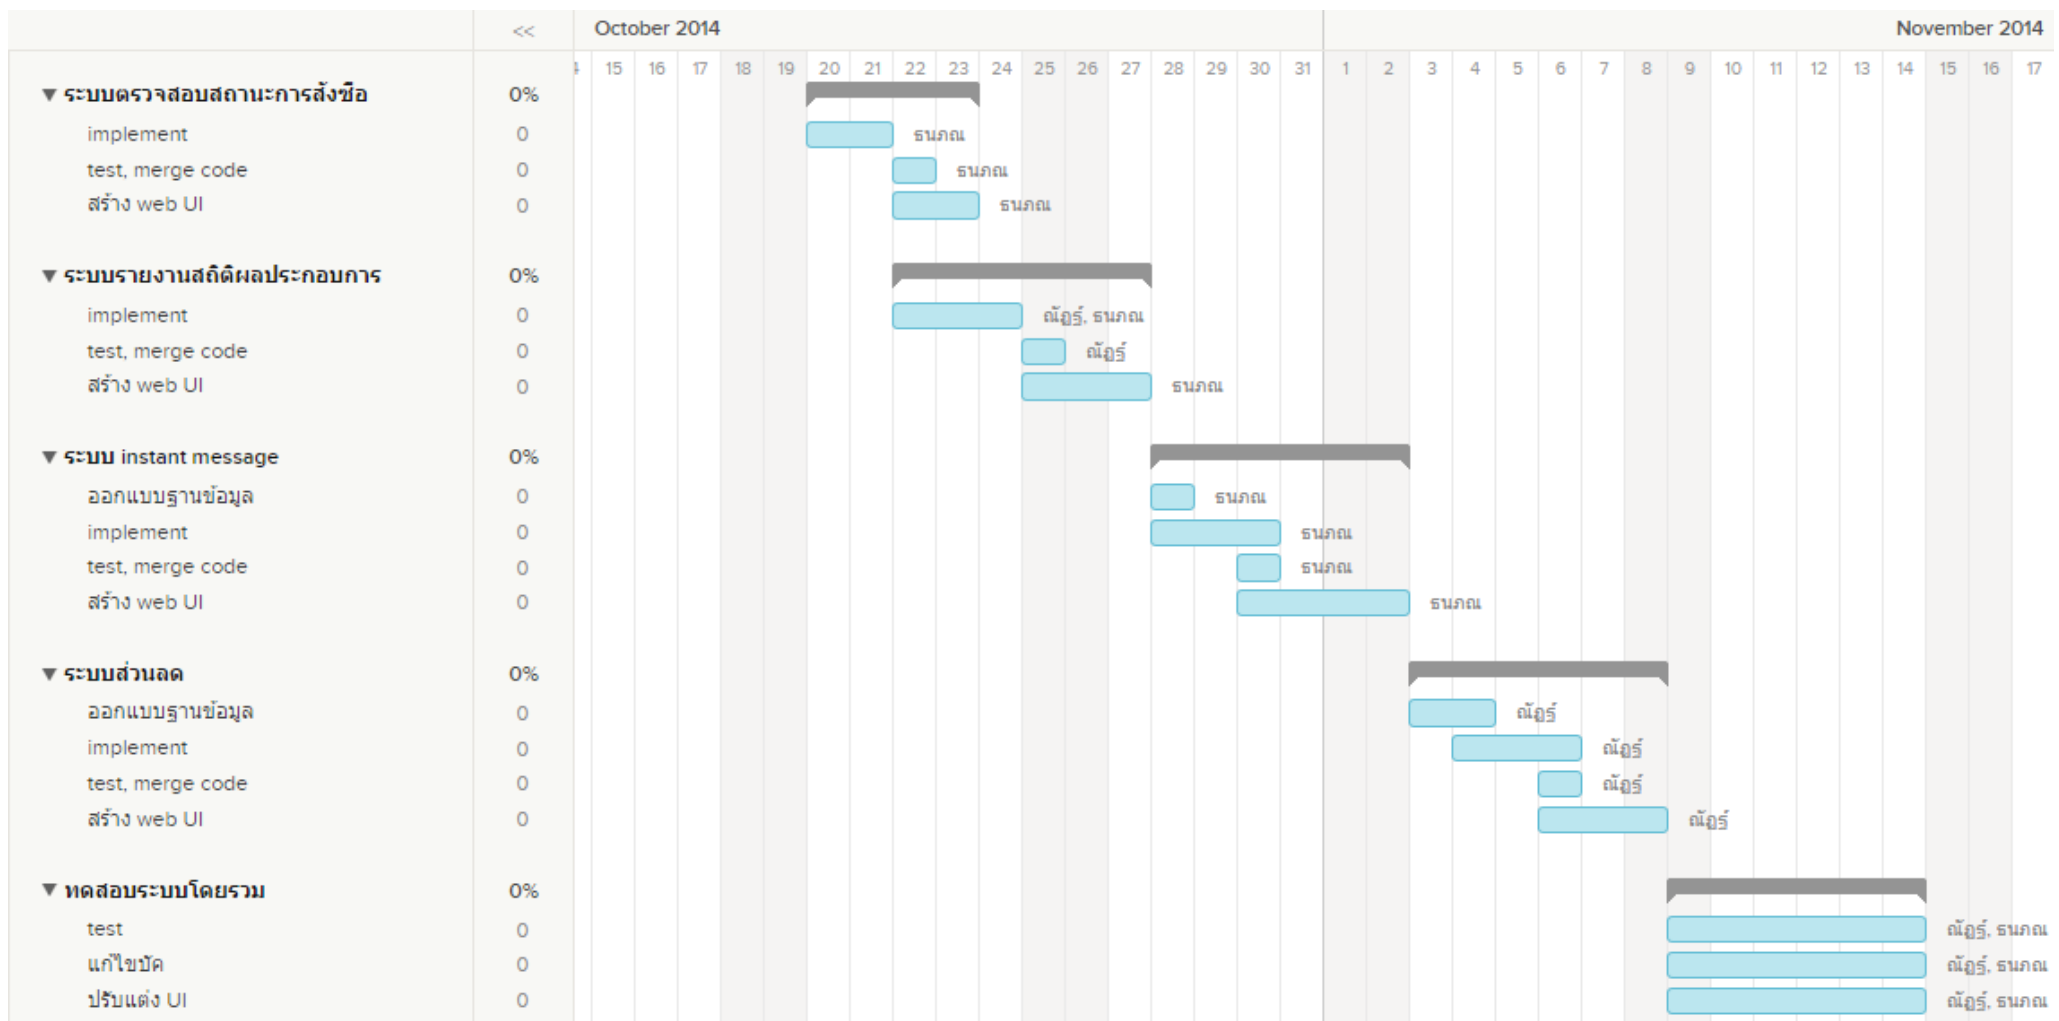 << October 2014 November 2014
15 16 17 18 19 20 21 22 23 24 25 26 27 28 29 30 31 1 2 3 4 5 6 7 8 9 10 11 12 13 14 15 16 17
▼ ระบบตรวจสอบสถานะการสั่งซื้อ 0%
implement 0 ธนภณ
test, merge code 0 ธนภณ
สร้าง web UI 0 ธนภณ
▼ ระบบรายงานสถิติผลประกอบการ 0%
implement 0 ณัฏฐ์, ธนภณ
test, merge code 0 ณัฏฐ์
สร้าง web UI 0 ธนภณ
▼ ระบบ instant message 0%
ออกแบบฐานข้อมูล 0 ธนภณ
implement 0 ธนภณ
test, merge code 0 ธนภณ
สร้าง web UI 0 ธนภณ
▼ ระบบส่วนลด 0%
ออกแบบฐานข้อมูล 0 ณัฏฐ์
implement 0 ณัฏฐ์
test, merge code 0 ณัฏฐ์
สร้าง web UI 0 ณัฏฐ์
▼ ทดสอบระบบโดยรวม 0%
test 0 ณัฏฐ์, ธนภณ
แก้ไขบัค 0 ณัฏฐ์, ธนภณ
ปรับแต่ง UI 0 ณัฏฐ์, ธนภณ